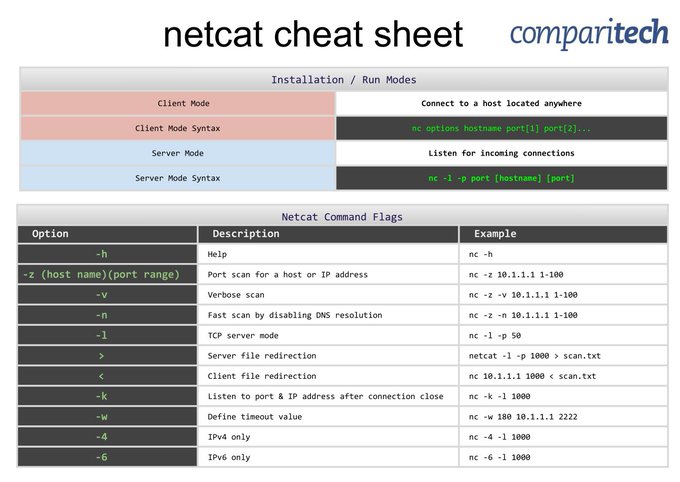 netcat cheat sheet
comparitech
Installation / Run Modes
Client Mode Connect to a host located anywhere
Client Mode Syntax nc options hostname port[1] port[2]...
Server Mode Listen for incoming connections
Server Mode Syntax nc -l -p port [hostname] [port]
Netcat Command Flags
Option Description Example
-h Help nc -h
-z (host name)(port range) Port scan for a host or IP address nc -z 10.1.1.1 1-100
-v Verbose scan nc -z -v 10.1.1.1 1-100
-n Fast scan by disabling DNS resolution nc -z -n 10.1.1.1 1-100
-l TCP server mode nc -l -p 50
> Server file redirection netcat -l -p 1000 > scan.txt
< Client file redirection nc 10.1.1.1 1000 < scan.txt
-k Listen to port & IP address after connection close nc -k -l 1000
-w Define timeout value nc -w 180 10.1.1.1 2222
-4 IPv4 only nc -4 -l 1000
-6 IPv6 only nc -6 -l 1000